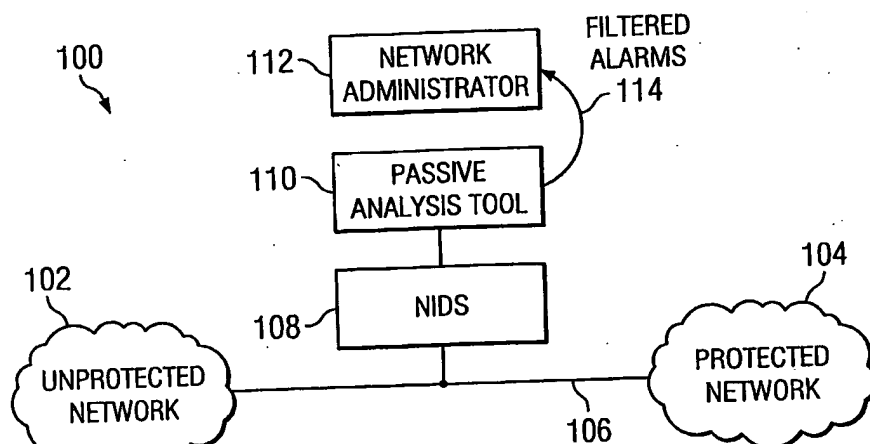 100
112
NETWORK
ADMINISTRATOR
FILTERED
ALARMS
114
110
PASSIVE
ANALYSIS TOOL
102
108
NIDS
104
UNPROTECTED
NETWORK
PROTECTED
NETWORK
106